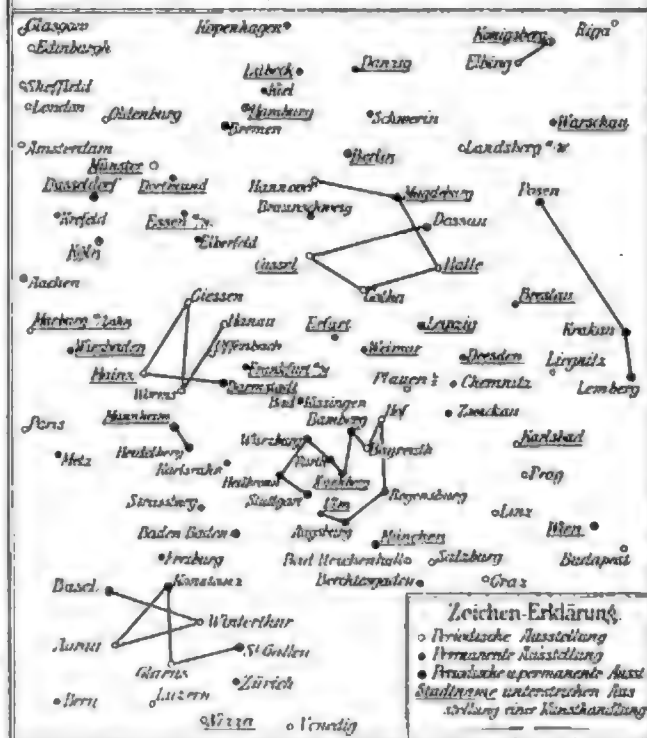 Glasgow
Kopenhagen
Königsberg
Riga
Edinburgh
Elbing
Lübeck
Danzig
Sheffield
Kiel
London
Oldenburg
Hamburg
Schwerin
Warschau
Bremen
Amsterdam
Berlin
Landsberg a/W
Münster
Hannover
Magdeburg
Posen
Düsseldorf
Dortmund
Braunschweig
Dessau
Krefeld
Essen
Elberfeld
Köln
Cassel
Halle
Aachen
Gotha
Giessen
Breslau
Marburg a/Lahn
Hanau
Erfurt
Leipzig
Krakau
Wiesbaden
Offenbach
Weimar
Dresden
Liegnitz
Mainz
Frankfurt a/M
Lemberg
Worms
Darmstadt
Plauen
Chemnitz
Bad Kissingen
Hof
Zwickau
Paris
Mannheim
Bamberg
Karlsbad
Metz
Heidelberg
Würzburg
Bayreuth
Karlsruhe
Heilbronn
Fürth
Nürnberg
Prag
Strassburg
Stuttgart
Ulm
Regensburg
Linz
Augsburg
Wien
Baden Baden
München
Budapest
Freiburg
Bad Reichenhall
Salzburg
Basel
Konstanz
Berchtesgaden
Graz
Winterthur
Aarau
St Gallen
Glarus
Bern
Luzern
Zürich
Nizza
Venedig
Zeichen-Erklärung.
Periodische Ausstellung
Permanente Ausstellung
Periodische u permanente Ausst
Stadtname unterstrichen Aus
stellung einer Kunsthandlung